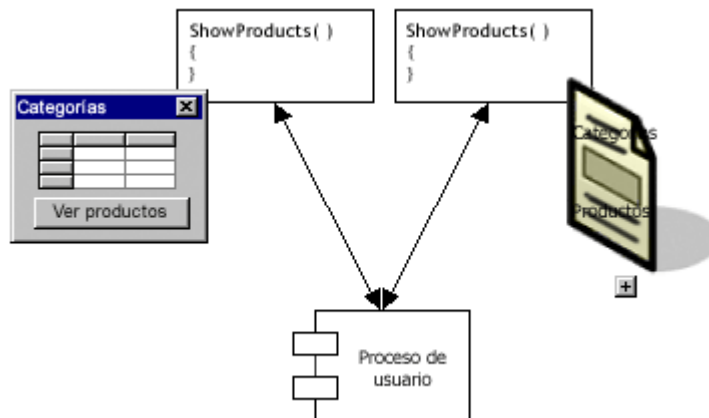 ShowProducts( )
{
}
ShowProducts( )
{
}
Categorías
Ver productos
Categorías
Productos
Proceso de
usuario